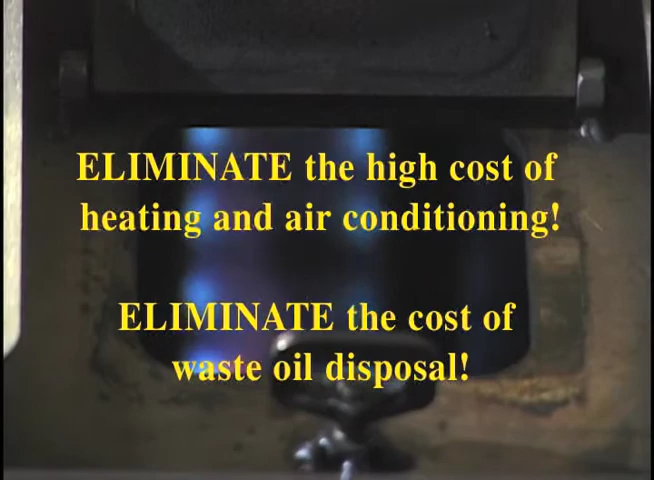 ELIMINATE the high cost of
heating and air conditioning!
ELIMINATE the cost of
waste oil disposal!